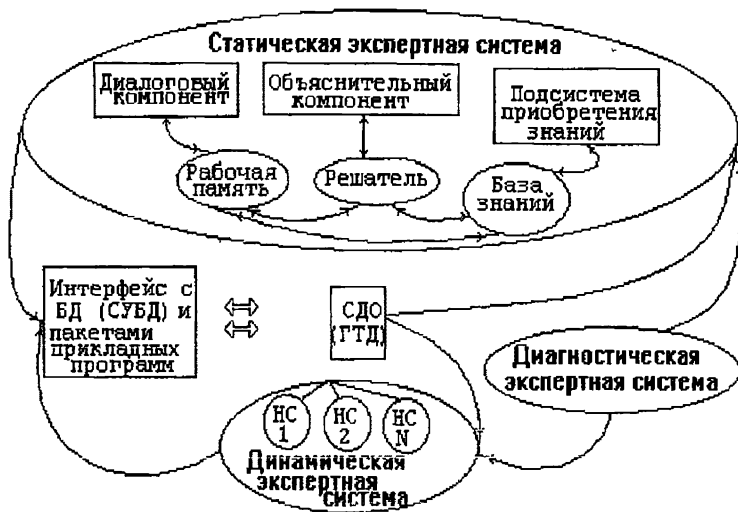 Статическая экспертная система
Диалоговый
компонент
Объяснительный
компонент
Подсистема
приобретения
знаний
Рабочая
память
Решатель
База
знаний
Интерфейс с
БД (СУБД) и
пакетами
прикладных
программ
СДО
(ГТД)
Диагностическая
экспертная система
НС
1
НС
2
НС
N
Динамическая
экспертная
система